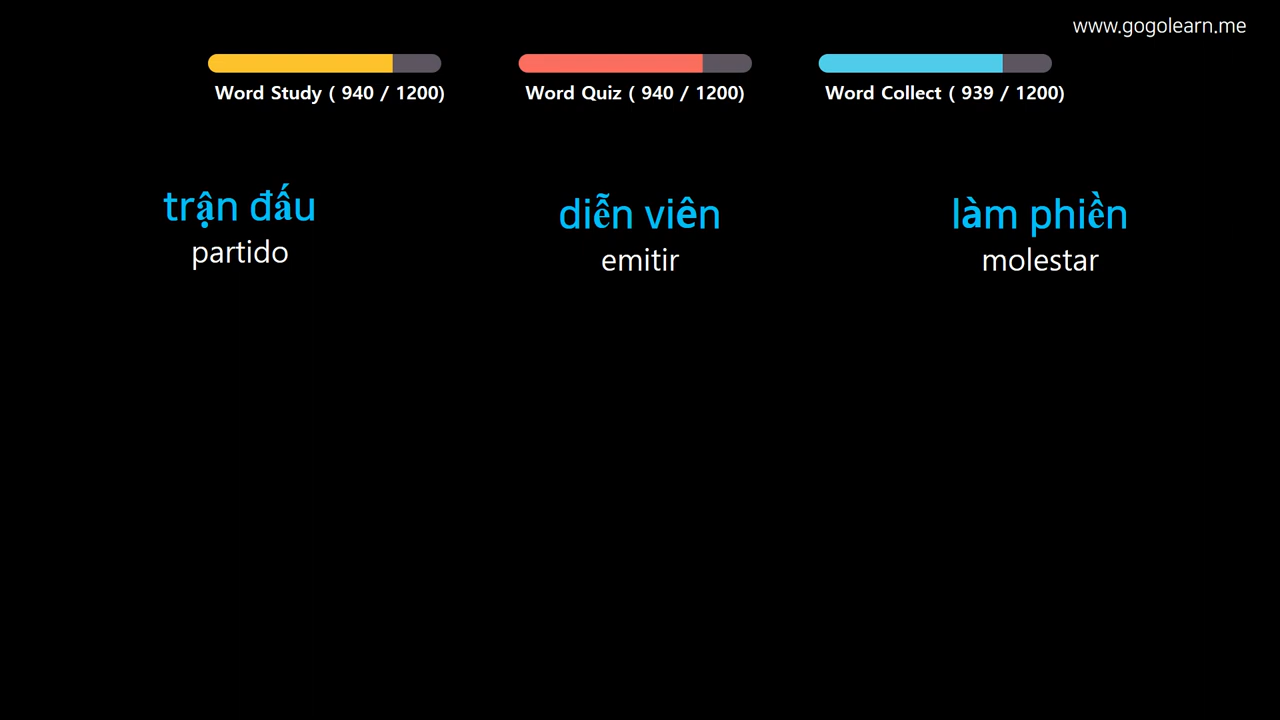 www.gogolearn.me
Word Study ( 940 / 1200)
Word Quiz ( 940 / 1200)
Word Collect ( 939 / 1200)
trận đấu
partido
diễn viên
emitir
làm phiền
molestar